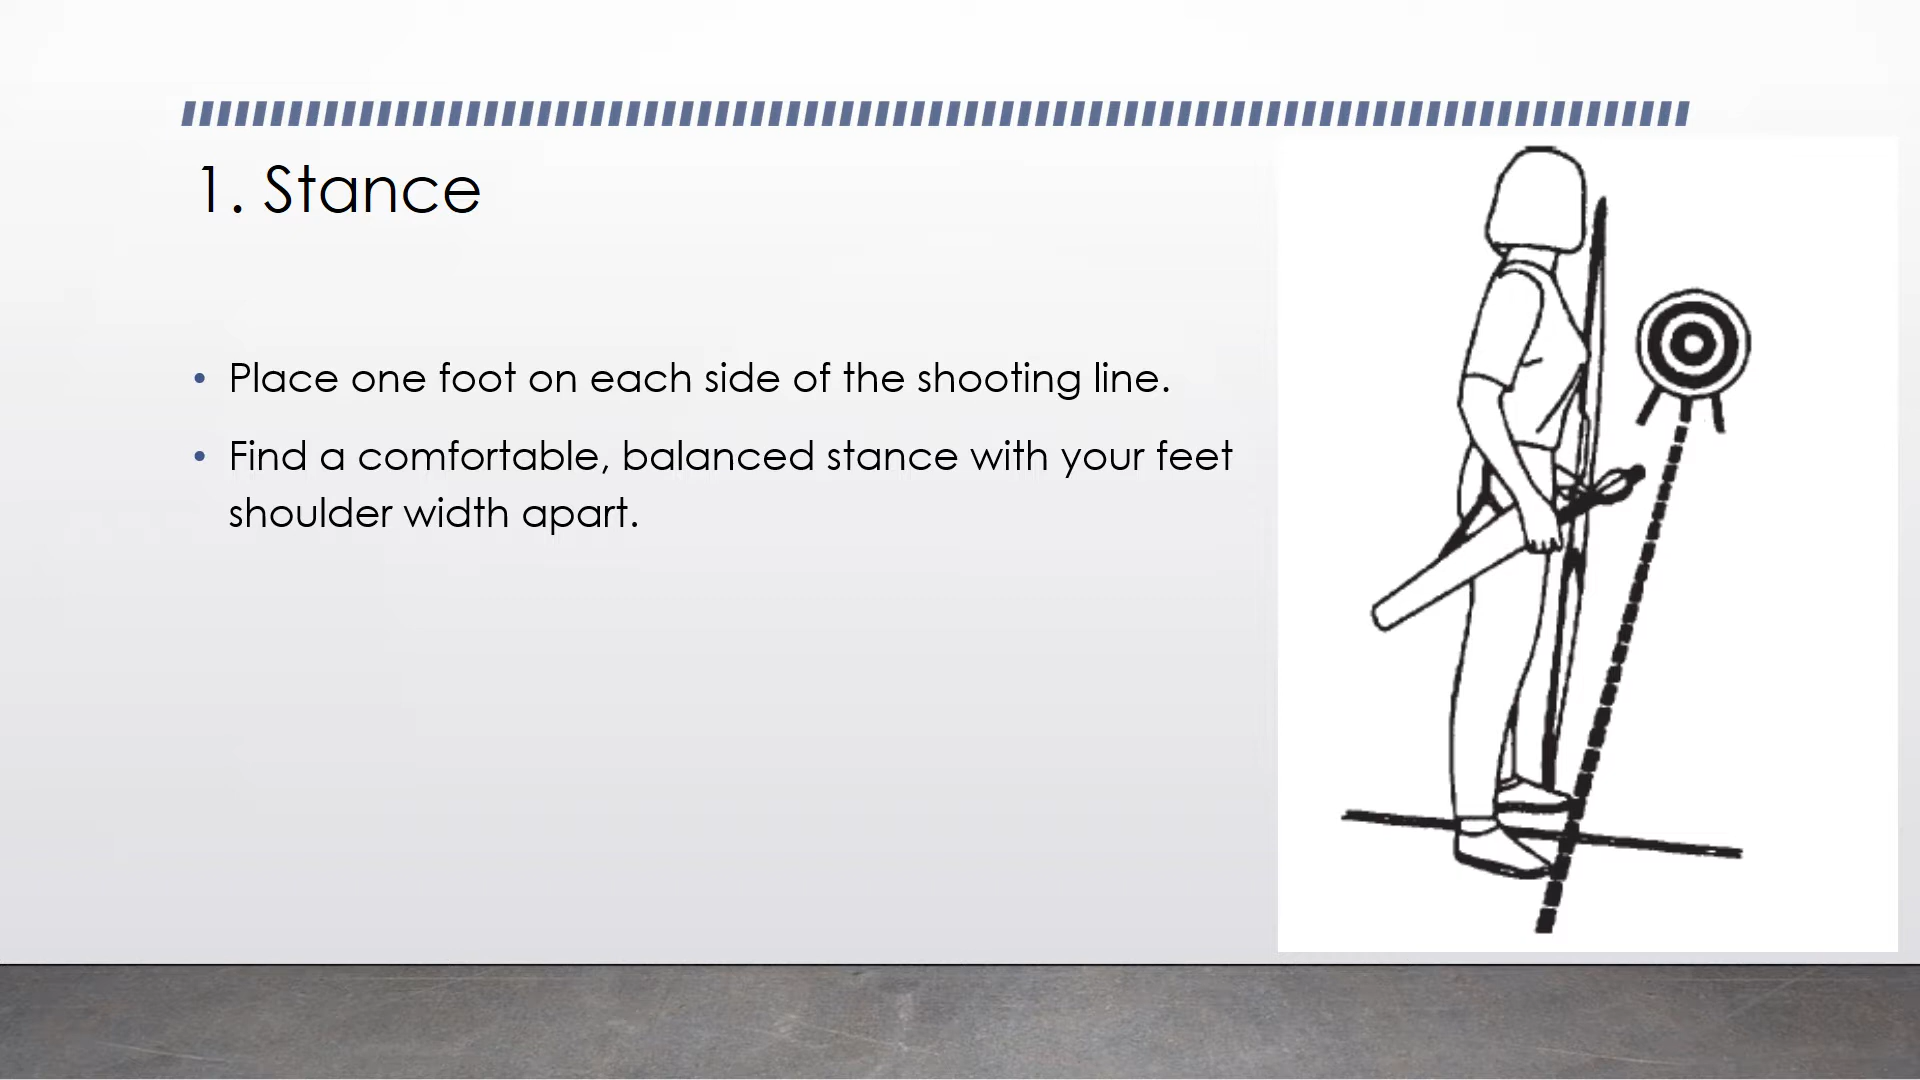 1. Stance
• Place one foot on each side of the shooting line.
• Find a comfortable, balanced stance with your feet
shoulder width apart.